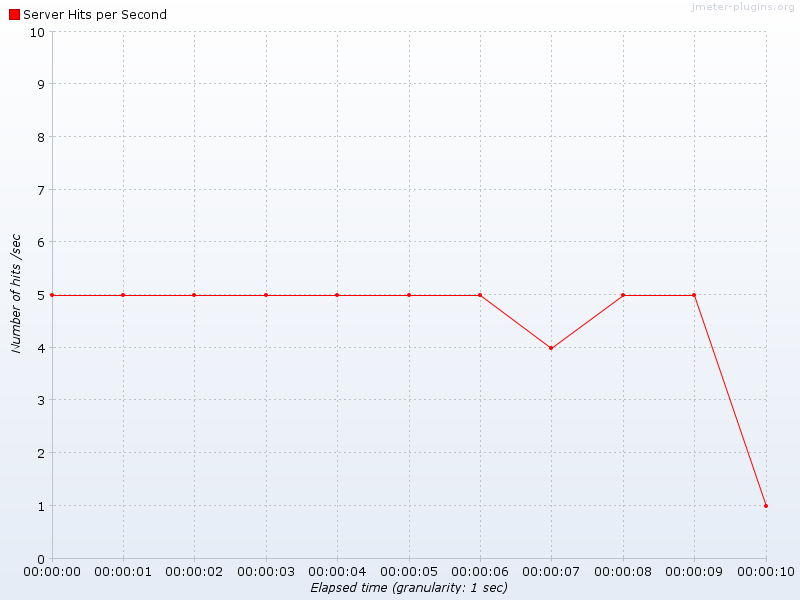 jmeter-plugins.org
Server Hits per Second
10
9
8
7
6
5
4
3
2
1
0
Number of hits /sec
00:00:00 00:00:01 00:00:02 00:00:03 00:00:04 00:00:05 00:00:06 00:00:07 00:00:08 00:00:09 00:00:10
Elapsed time (granularity: 1 sec)